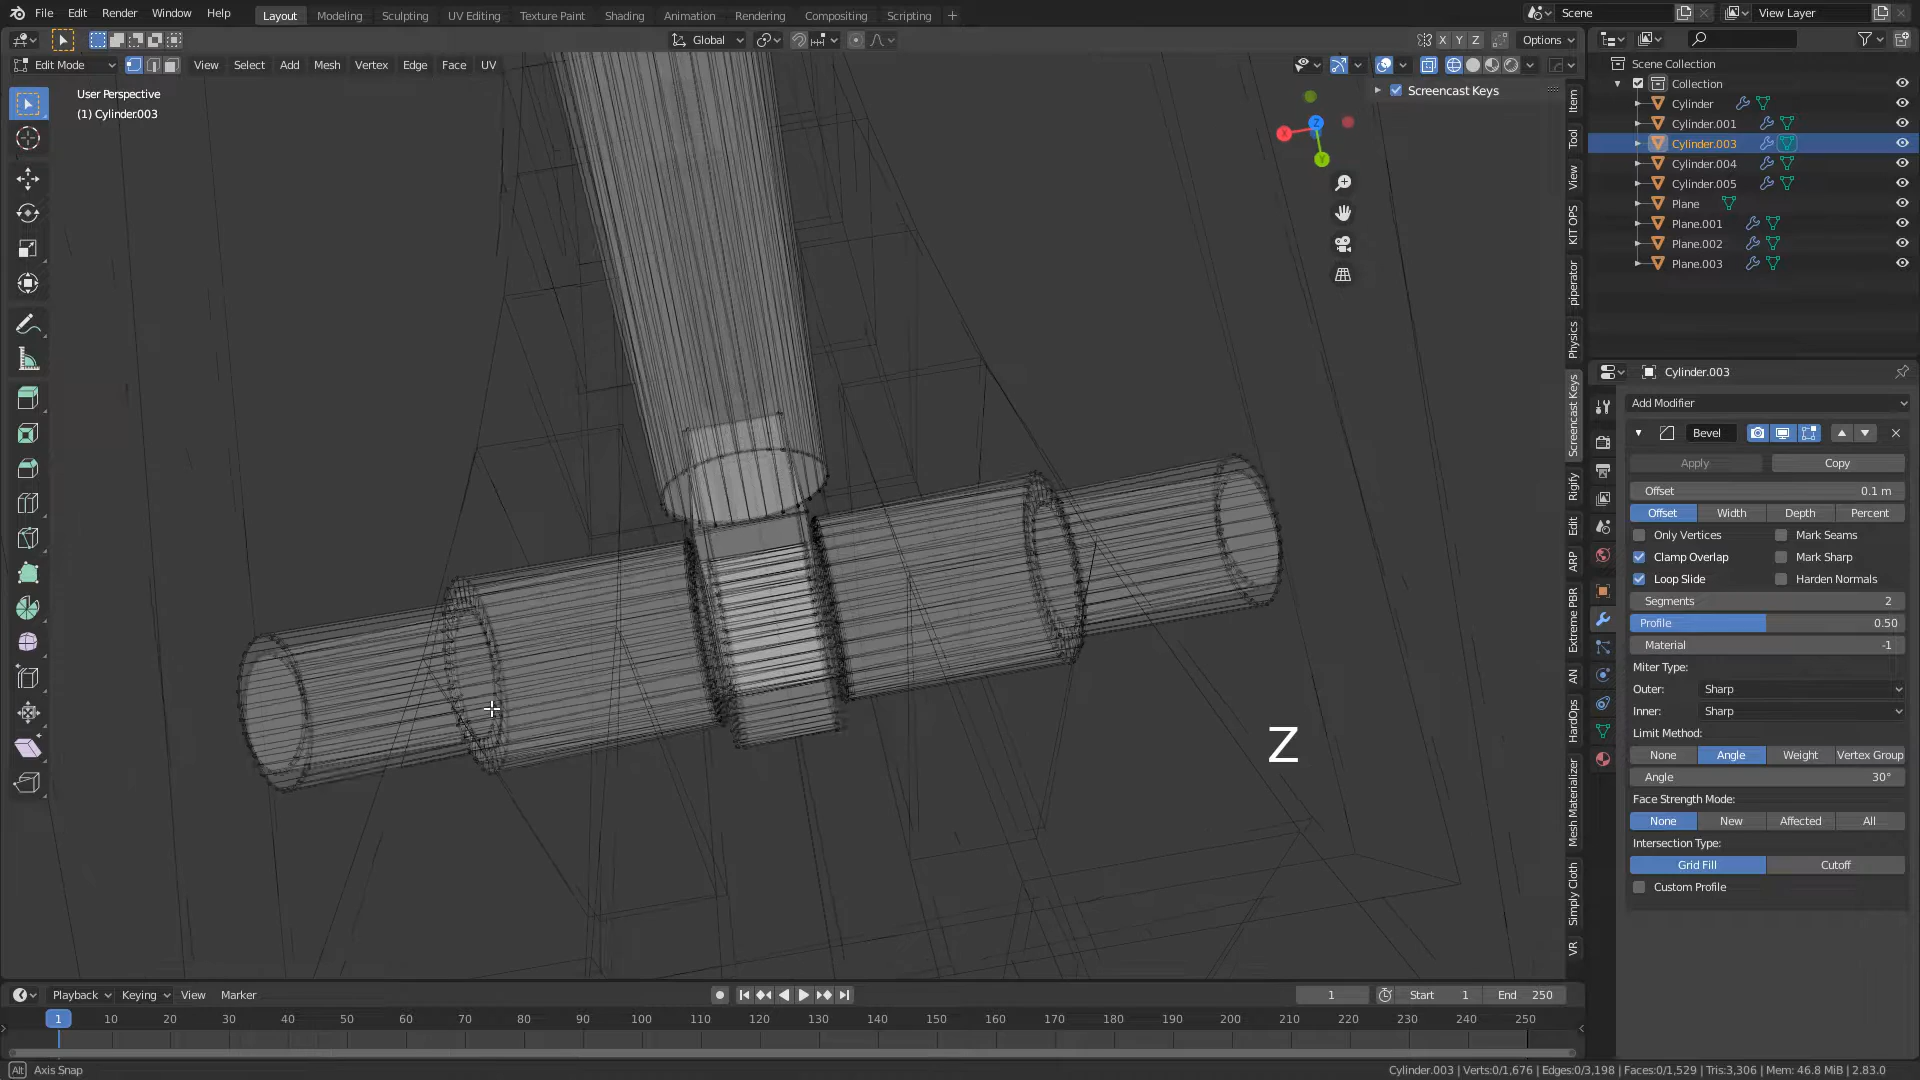 File Edit Render Window Help Layout Modeling Sculpting UV Editing Texture Paint Shading Animation Rendering Compositing Scripting + Scene View Layer
Global X Y Z Options
Edit Mode View Select Add Mesh Vertex Edge Face UV
User Perspective
(1) Cylinder.003
Screencast Keys
X
Z
Y
Item
Tool
View
KIT OPS
piperator
Physics
Screencast Keys
Rigify
Edit
ARP
Extreme PBR
AN
HardOps
Mesh Materializer
Simply Cloth
VR
Z
Scene Collection
Collection
Cylinder
Cylinder.001
Cylinder.003
Cylinder.004
Cylinder.005
Plane
Plane.001
Plane.002
Plane.003
Cylinder.003
Add Modifier
Bevel
Apply Copy
Offset 0.1 m
Offset Width Depth Percent
Only Vertices Mark Seams
Clamp Overlap Mark Sharp
Loop Slide Harden Normals
Segments 2
Profile 0.50
Material -1
Miter Type:
Outer: Sharp
Inner: Sharp
Limit Method:
None Angle Weight Vertex Group
Angle 30°
Face Strength Mode:
None New Affected All
Intersection Type:
Grid Fill Cutoff
Custom Profile
Playback Keying View Marker 1 Start 1 End 250
1 10 20 30 40 50 60 70 80 90 100 110 120 130 140 150 160 170 180 190 200 210 220 230 240 250
Alt Axis Snap Cylinder.003 | Verts:0/1,676 | Edges:0/3,198 | Faces:0/1,529 | Tris:3,306 | Mem: 46.8 MiB | 2.83.0